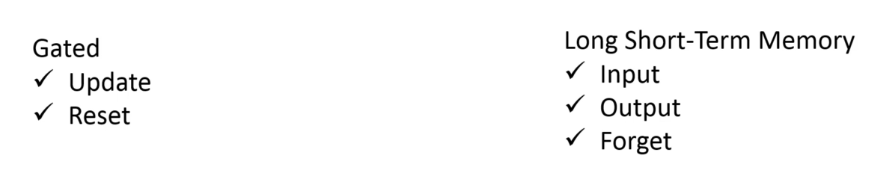 Gated
✓ Update
✓ Reset
Long Short-Term Memory
✓ Input
✓ Output
✓ Forget